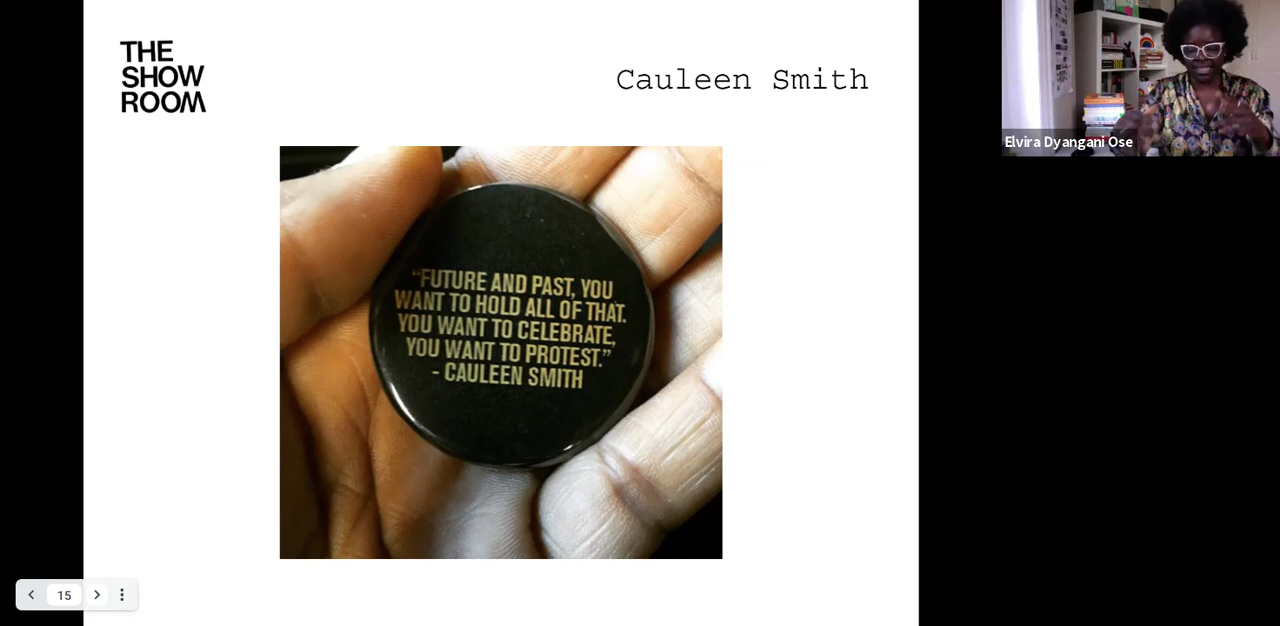 THE
SHOW
ROOM
Cauleen Smith
“FUTURE AND PAST, YOU
WANT TO HOLD ALL OF THAT.
YOU WANT TO CELEBRATE,
YOU WANT TO PROTEST.”
- CAULEEN SMITH
Elvira Dyangani Ose
15